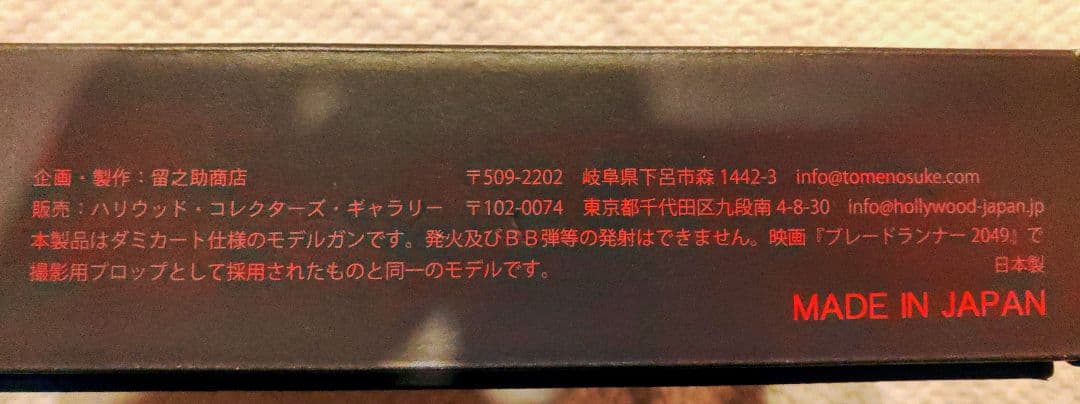 企画・製作：留之助商店 〒509-2202 岐阜県下呂市森 1442-3 info@tomenosuke.com
販売：ハリウッド・コレクターズ・ギャラリー 〒102-0074 東京都千代田区九段南 4-8-30 info@hollywood-japan.jp
本製品はダミカート仕様のモデルガンです。発火及びＢＢ弾等の発射はできません。映画『ブレードランナー 2049』で
撮影用プロップとして採用されたものと同一のモデルです。
日本製
MADE IN JAPAN